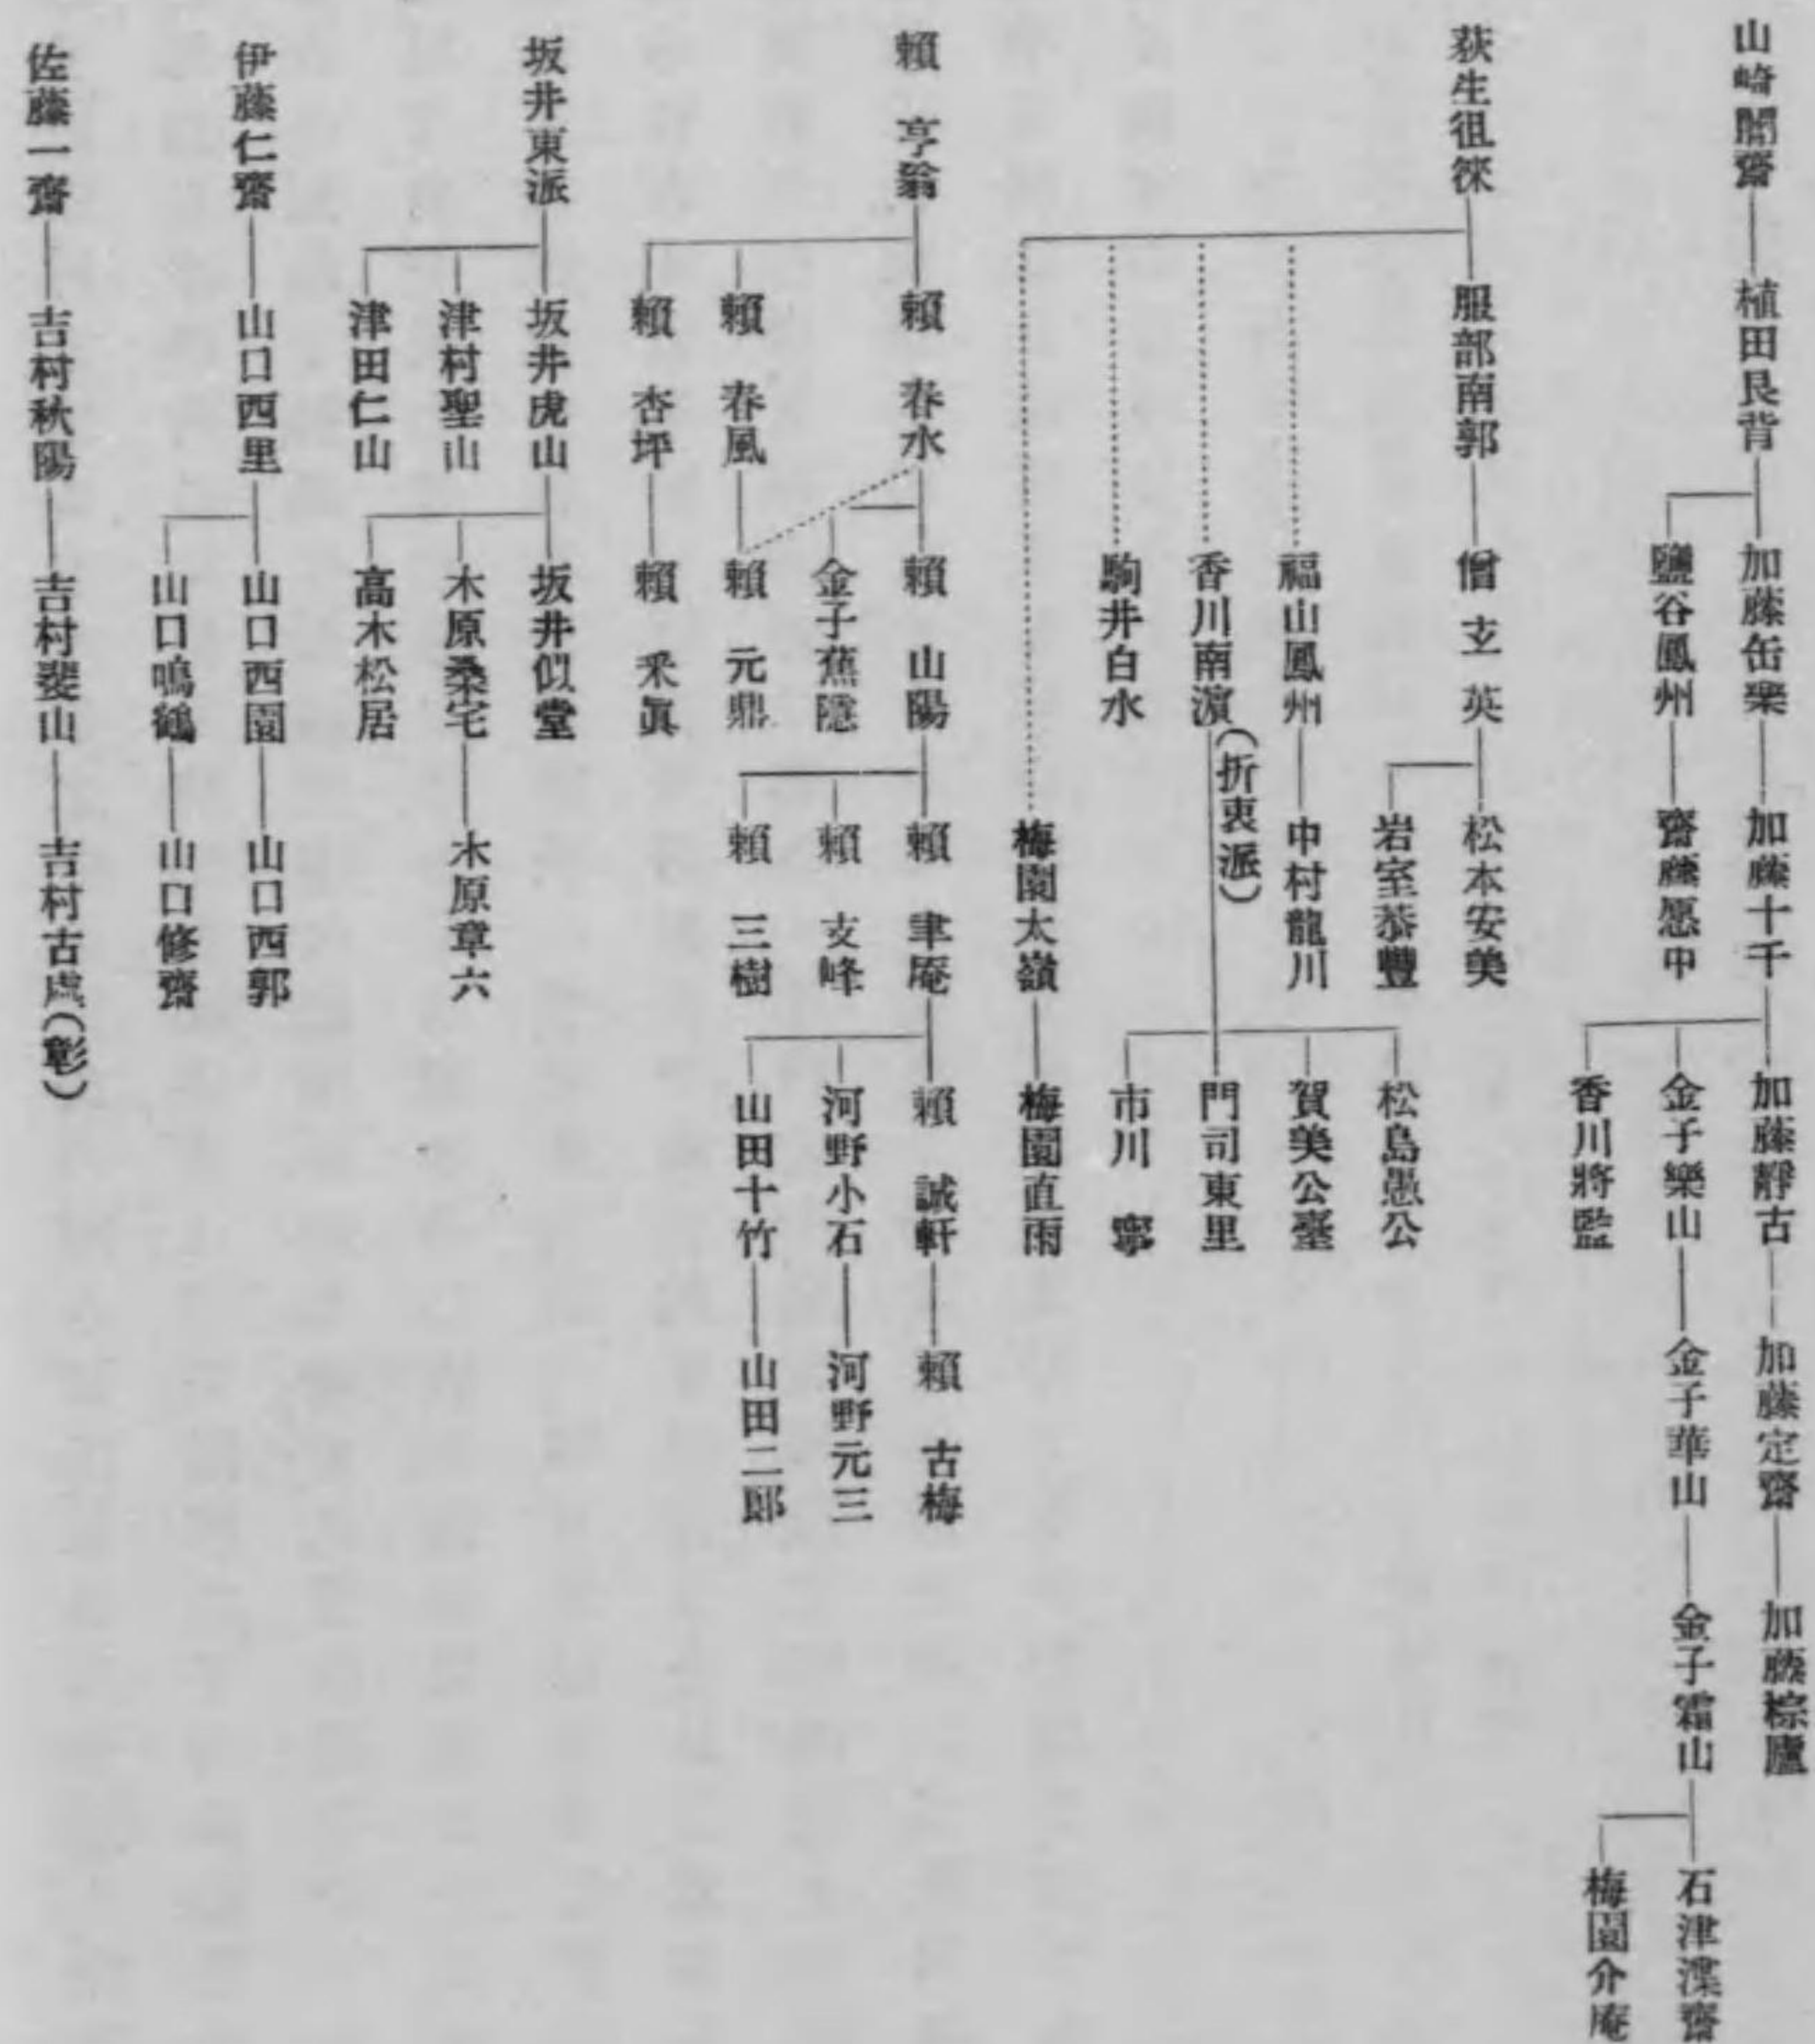 山崎闇齋
植田艮背
加藤缶樂
加藤十千
加藤靜古
加藤定齋
加藤棕廬
金子樂山
金子華山
金子霜山
石津澟齋
梅園介庵
香川將監
鹽谷鳳州
齋藤愿中
荻生徂徠
服部南郭
僧玄英
松本安美
岩室恭豐
福山鳳州
中村龍川
香川南濵(折衷派)
松島愚公
賀美公臺
門司東里
市川 寧
駒井白水
梅園太嶺
梅園直雨
賴 亨翁
賴 春水
賴 山陽
賴 聿庵
賴 誠軒
賴 古梅
河野小石
河野元三
山田十竹
山田二郎
賴 支峰
賴 三樹
金子蕉隱
賴 春風
賴 元鼎
賴 杏坪
賴 采眞
坂井東派
坂井虎山
坂井似堂
木原桑宅
木原章六
高木松居
津村聖山
津田仁山
伊藤仁齋
山口西里
山口西園
山口西郭
山口鳴鶴
山口修齋
佐藤一齋
吉村秋陽
吉村斐山
吉村古處(彰)